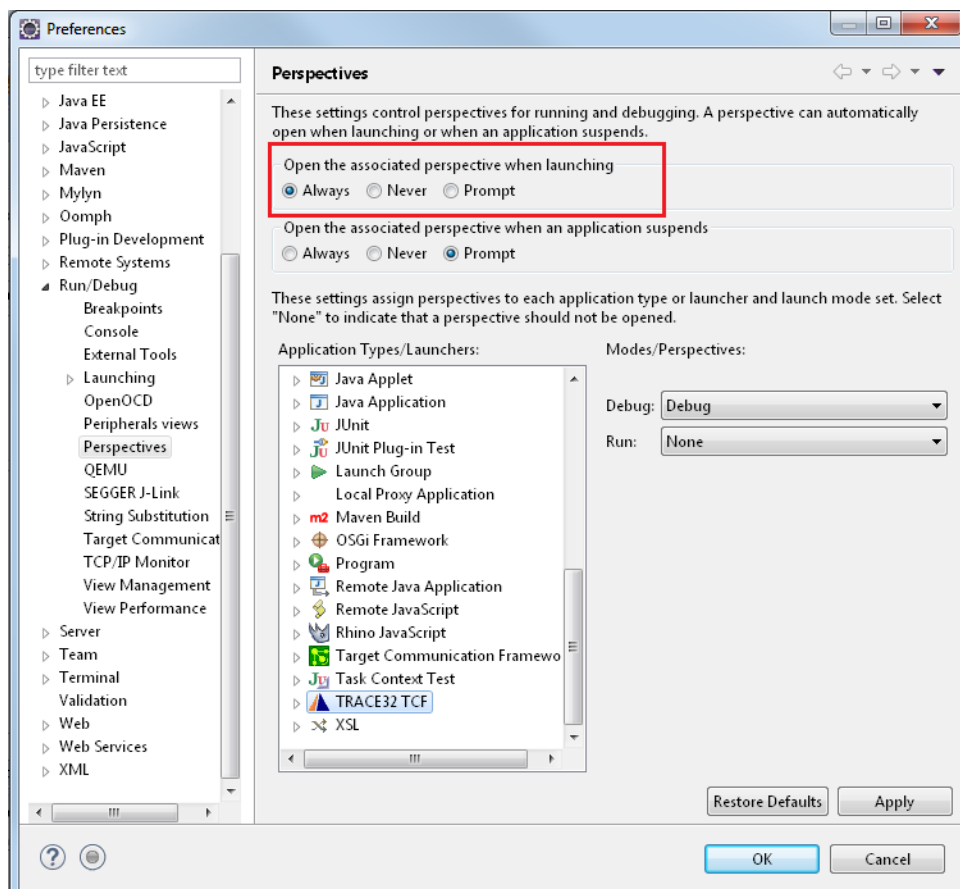 Preferences
type filter text
Java EE
Java Persistence
JavaScript
Maven
Mylyn
Oomph
Plug-in Development
Remote Systems
Run/Debug
Breakpoints
Console
External Tools
Launching
OpenOCD
Peripherals views
Perspectives
QEMU
SEGGER J-Link
String Substitution
Target Communicat
TCP/IP Monitor
View Management
View Performance
Server
Team
Terminal
Validation
Web
Web Services
XML
Perspectives
These settings control perspectives for running and debugging. A perspective can automatically
open when launching or when an application suspends.
Open the associated perspective when launching
Always Never Prompt
Open the associated perspective when an application suspends
Always Never Prompt
These settings assign perspectives to each application type or launcher and launch mode set. Select
"None" to indicate that a perspective should not be opened.
Application Types/Launchers:
Java Applet
Java Application
JUnit
JUnit Plug-in Test
Launch Group
Local Proxy Application
Maven Build
OSGi Framework
Program
Remote Java Application
Remote JavaScript
Rhino JavaScript
Target Communication Framewo
Task Context Test
TRACE32 TCF
XSL
Modes/Perspectives:
Debug: Debug
Run: None
Restore Defaults Apply
OK Cancel